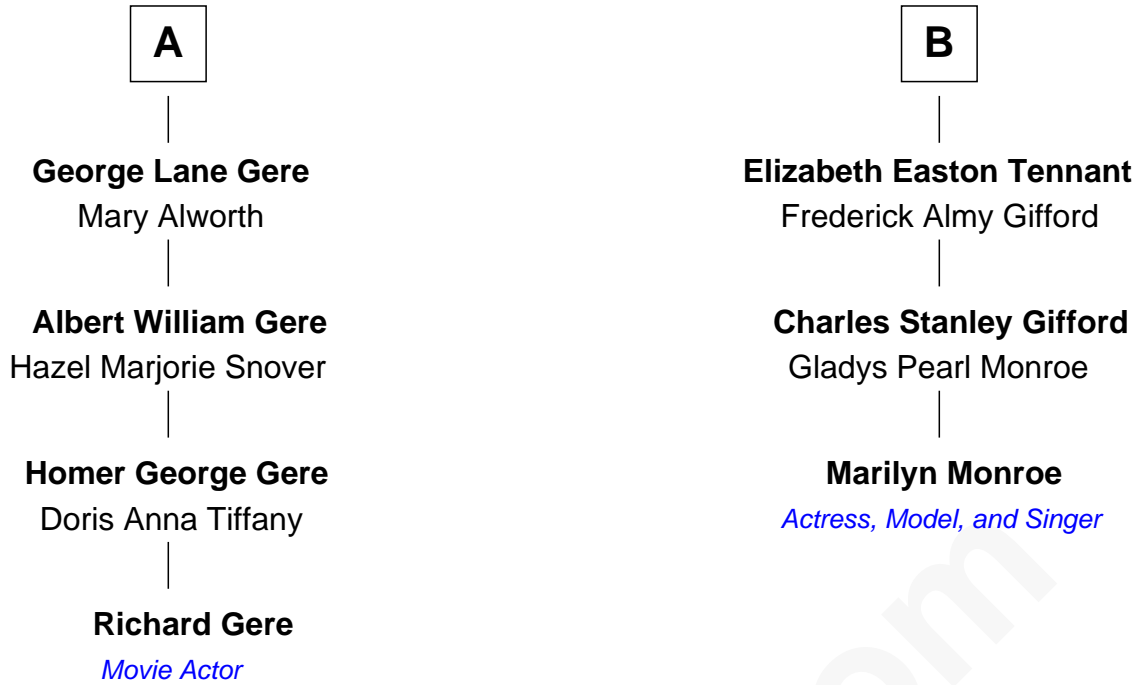 A
George Lane Gere
Mary Alworth
Albert William Gere
Hazel Marjorie Snover
Homer George Gere
Doris Anna Tiffany
Richard Gere
Movie Actor
B
Elizabeth Easton Tennant
Frederick Almy Gifford
Charles Stanley Gifford
Gladys Pearl Monroe
Marilyn Monroe
Actress, Model, and Singer
om